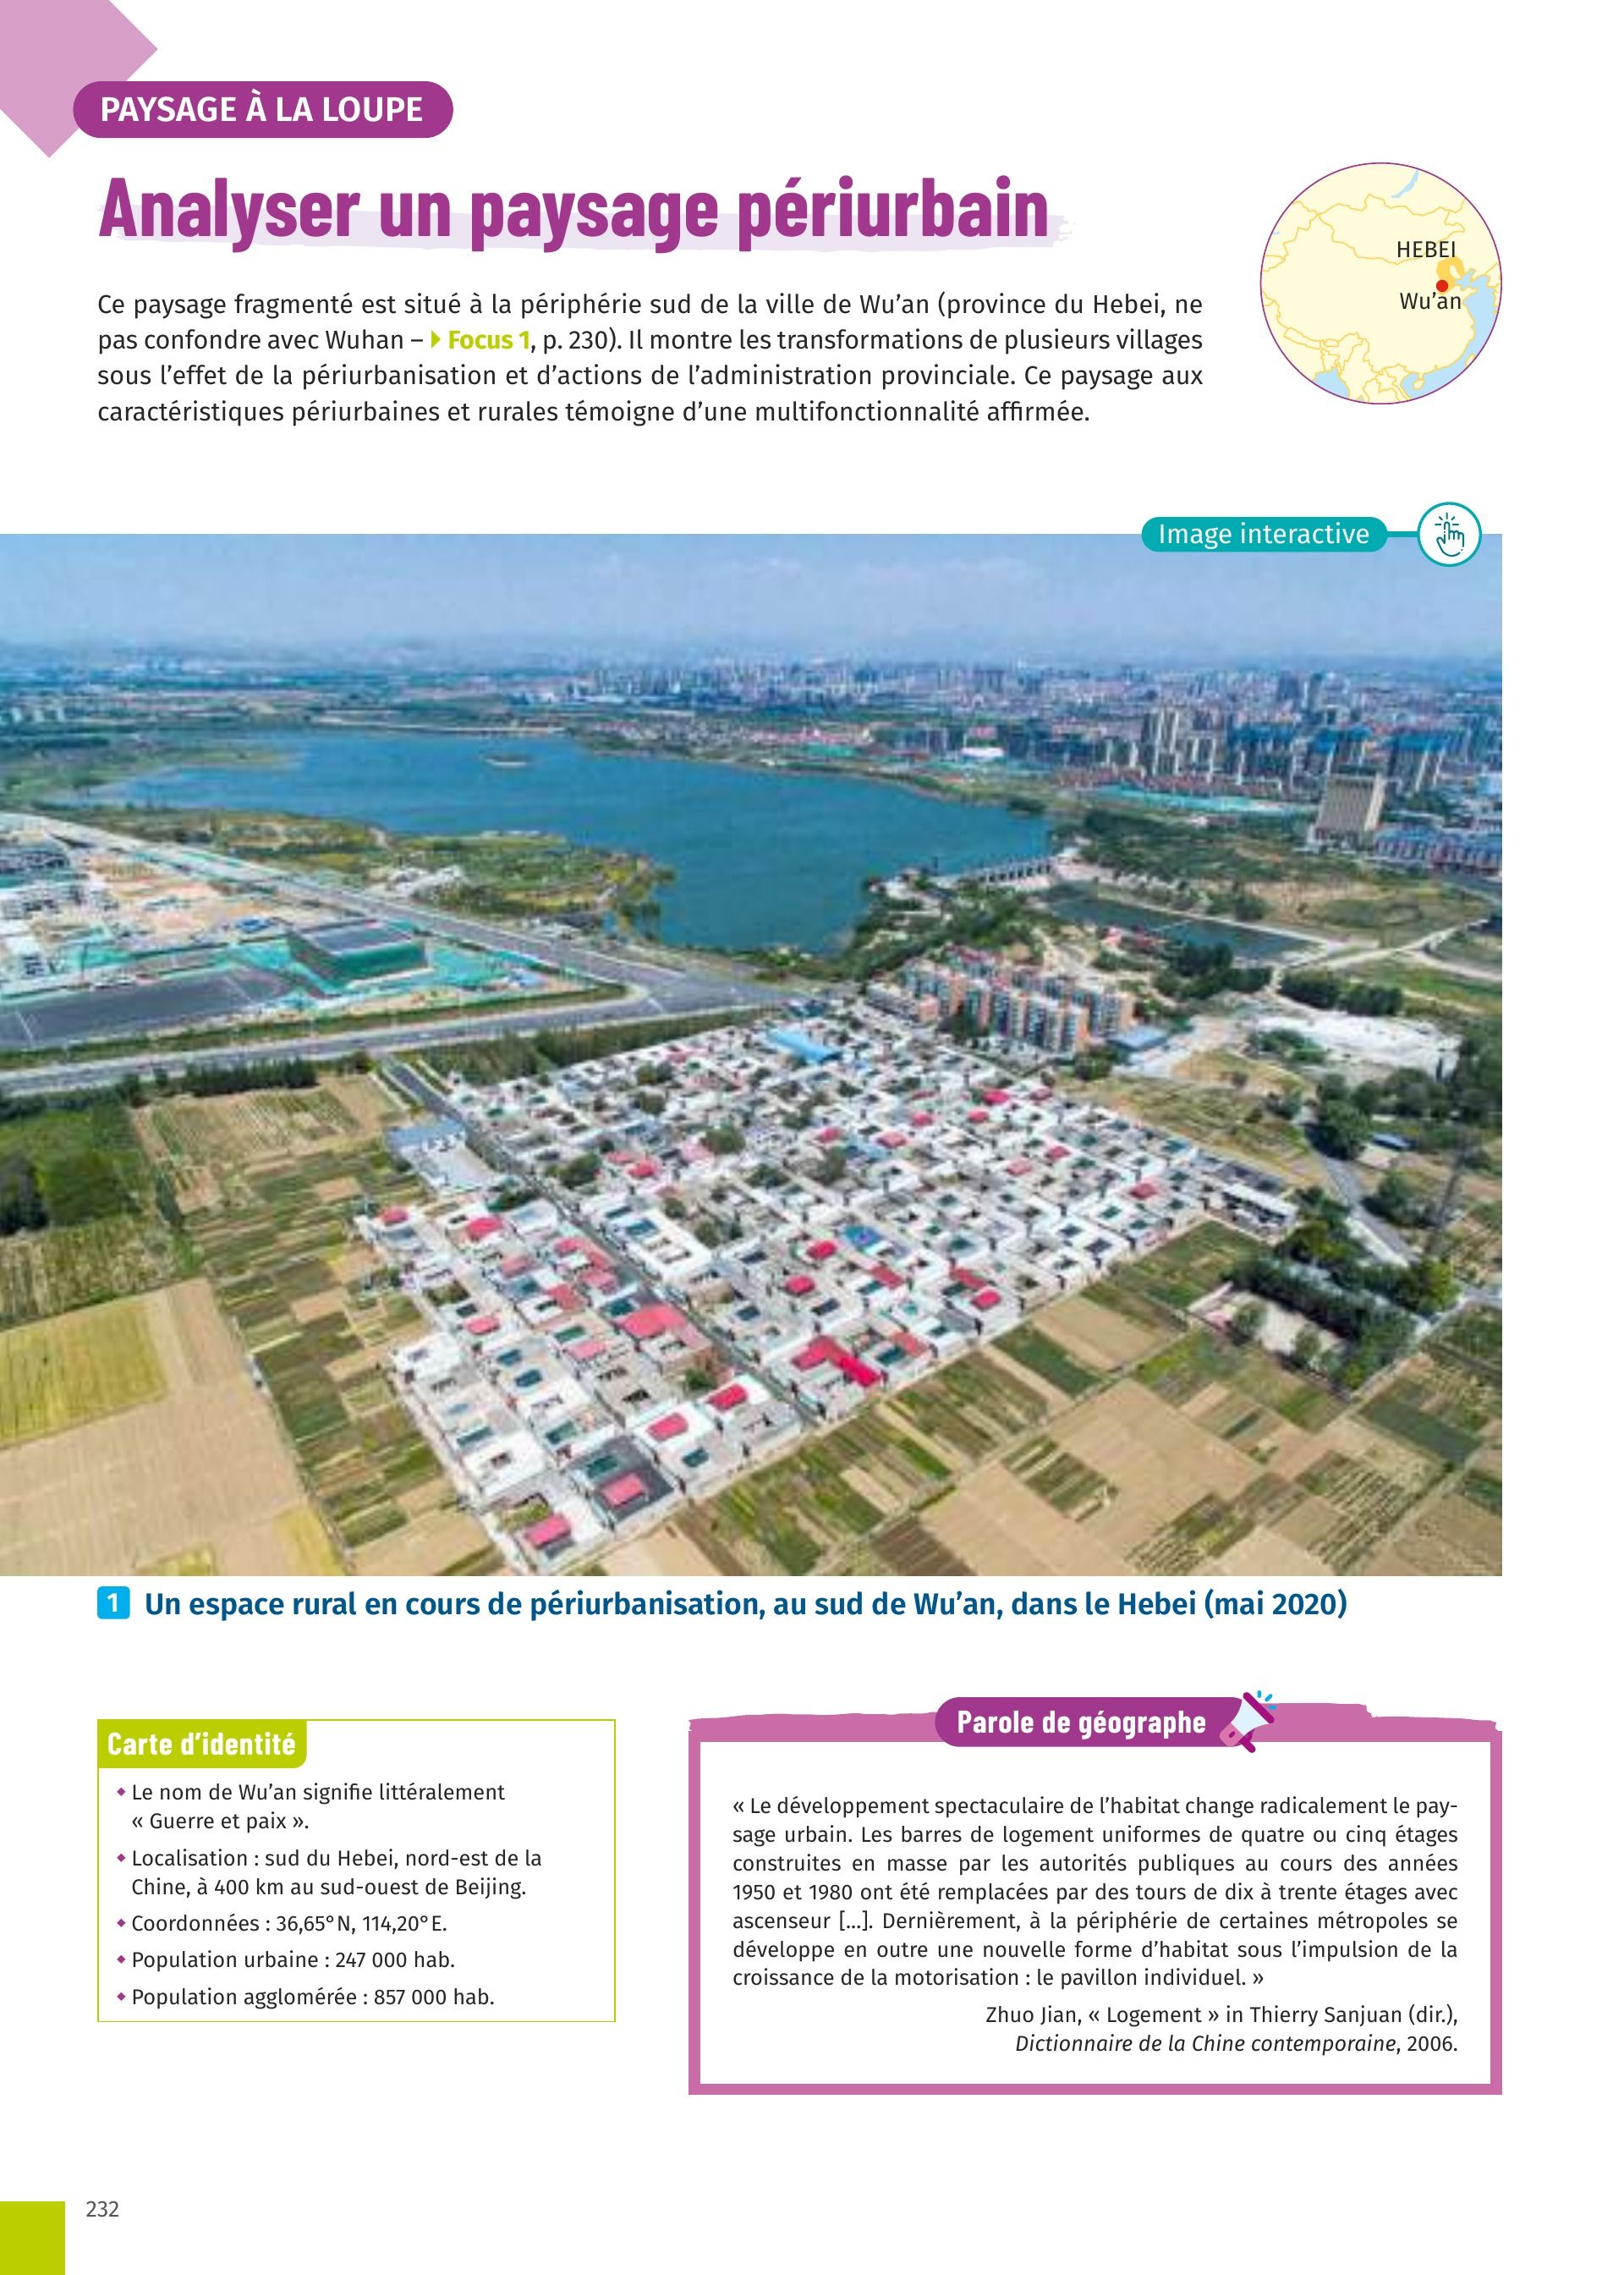 PAYSAGE À LA LOUPE
Analyser un paysage périurbain
Ce paysage fragmenté est situé à la périphérie sud de la ville de Wu’an (province du Hebei, ne
pas confondre avec Wuhan – Focus 1, p. 230). Il montre les transformations de plusieurs villages
sous l’effet de la périurbanisation et d’actions de l’administration provinciale. Ce paysage aux
caractéristiques périurbaines et rurales témoigne d’une multifonctionnalité affirmée.
HEBEI
Wu’an
Image interactive
1 Un espace rural en cours de périurbanisation, au sud de Wu’an, dans le Hebei (mai 2020)
Carte d’identité
Le nom de Wu’an signifie littéralement
« Guerre et paix ».
Localisation : sud du Hebei, nord-est de la
Chine, à 400 km au sud-ouest de Beijing.
Coordonnées : 36,65° N, 114,20° E.
Population urbaine : 247 000 hab.
Population agglomérée : 857 000 hab.
Parole de géographe
« Le développement spectaculaire de l’habitat change radicalement le pay-
sage urbain. Les barres de logement uniformes de quatre ou cinq étages
construites en masse par les autorités publiques au cours des années
1950 et 1980 ont été remplacées par des tours de dix à trente étages avec
ascenseur [...]. Dernièrement, à la périphérie de certaines métropoles se
développe en outre une nouvelle forme d’habitat sous l’impulsion de la
croissance de la motorisation : le pavillon individuel. »
Zhuo Jian, « Logement » in Thierry Sanjuan (dir.),
Dictionnaire de la Chine contemporaine, 2006.
232